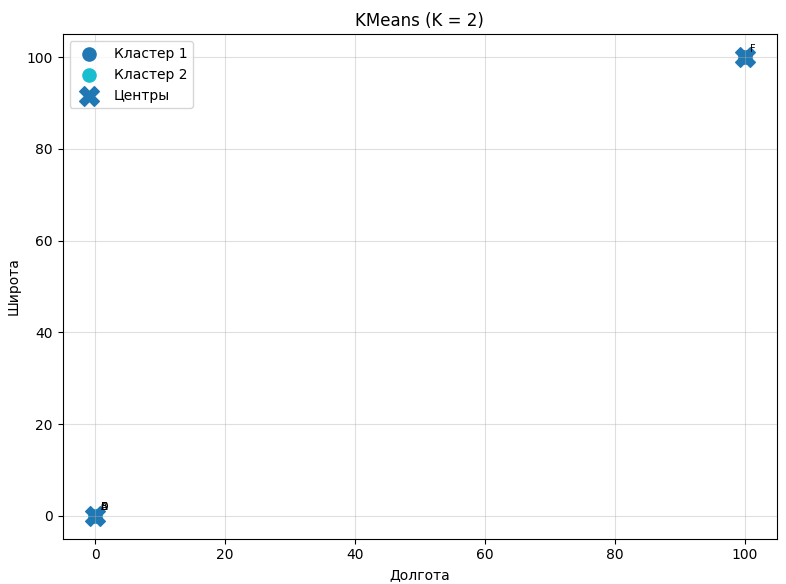 KMeans (K = 2)
Кластер 1
Кластер 2
Центры
100
80
60
40
20
0
Широта
0
20
40
60
80
100
Долгота